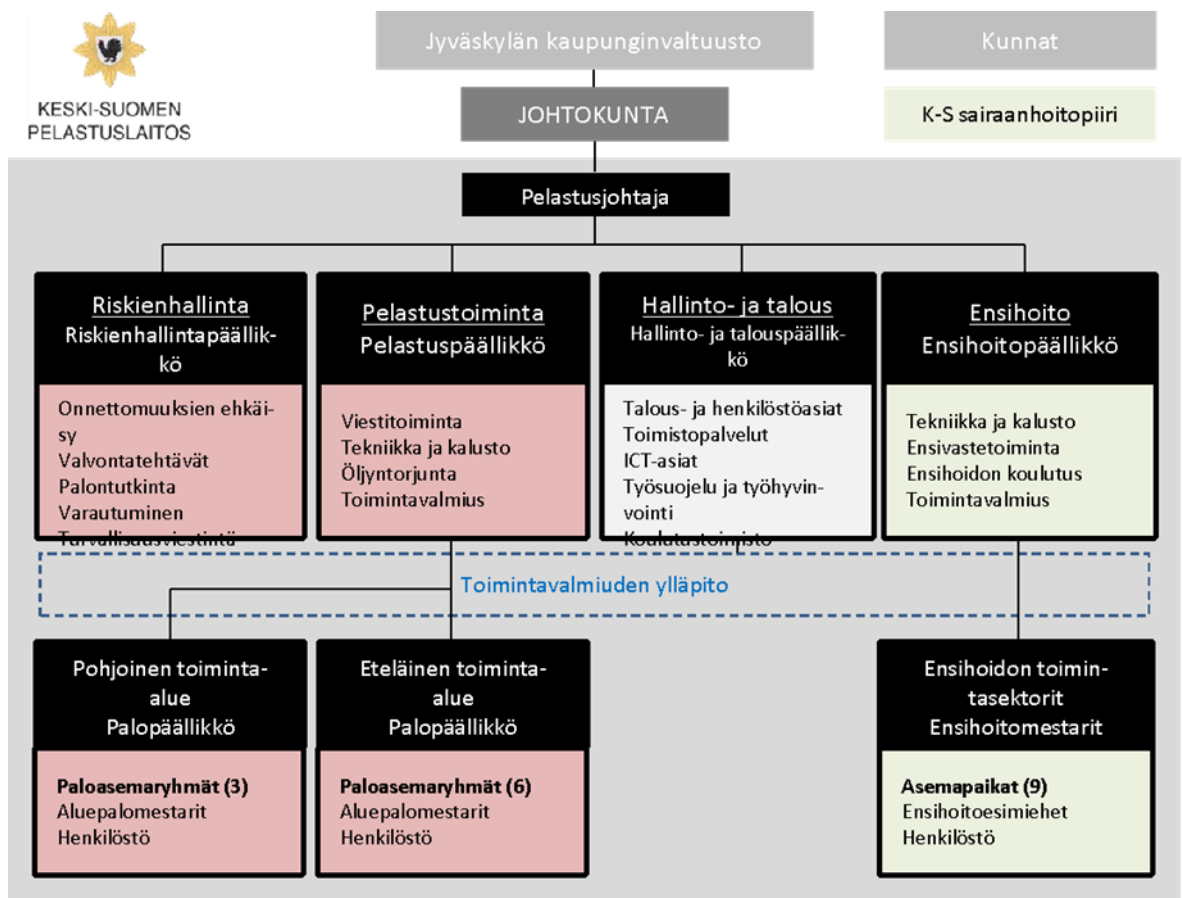 KESKI-SUOMEN
PELASTUSLAITOS
Jyväskylän kaupunginvaltuusto
Kunnat
JOHTOKUNTA
K-S sairaanhoitopiiri
Pelastusjohtaja
Riskienhallinta
Riskienhallintapäällik-
kö
Onnettomuuksien ehkäi-
sy
Valvontatehtävät
Palontutkinta
Varautuminen
Turvallisuusviestintä
Pelastustoiminta
Pelastuspäällikkö
Viestitoiminta
Tekniikka ja kalusto
Öljyntorjunta
Toimintavalmius
Hallinto- ja talous
Hallinto- ja talouspäällik-
kö
Talous- ja henkilöstöasiat
Toimistopalvelut
ICT-asiat
Työsuojelu ja työhyvin-
vointi
Koulutustoimisto
Ensihoito
Ensihoitopäällikkö
Tekniikka ja kalusto
Ensivastetoiminta
Ensihoidon koulutus
Toimintavalmius
Toimintavalmiuden ylläpito
Pohjoinen toiminta-
alue
Palopäällikkö
Paloasemaryhmät (3)
Aluepalomestarit
Henkilöstö
Eteläinen toiminta-
alue
Palopäällikkö
Paloasemaryhmät (6)
Aluepalomestarit
Henkilöstö
Ensihoidon toimin-
tasektorit
Ensihoitomestarit
Asemapaikat (9)
Ensihoitoesimiehet
Henkilöstö